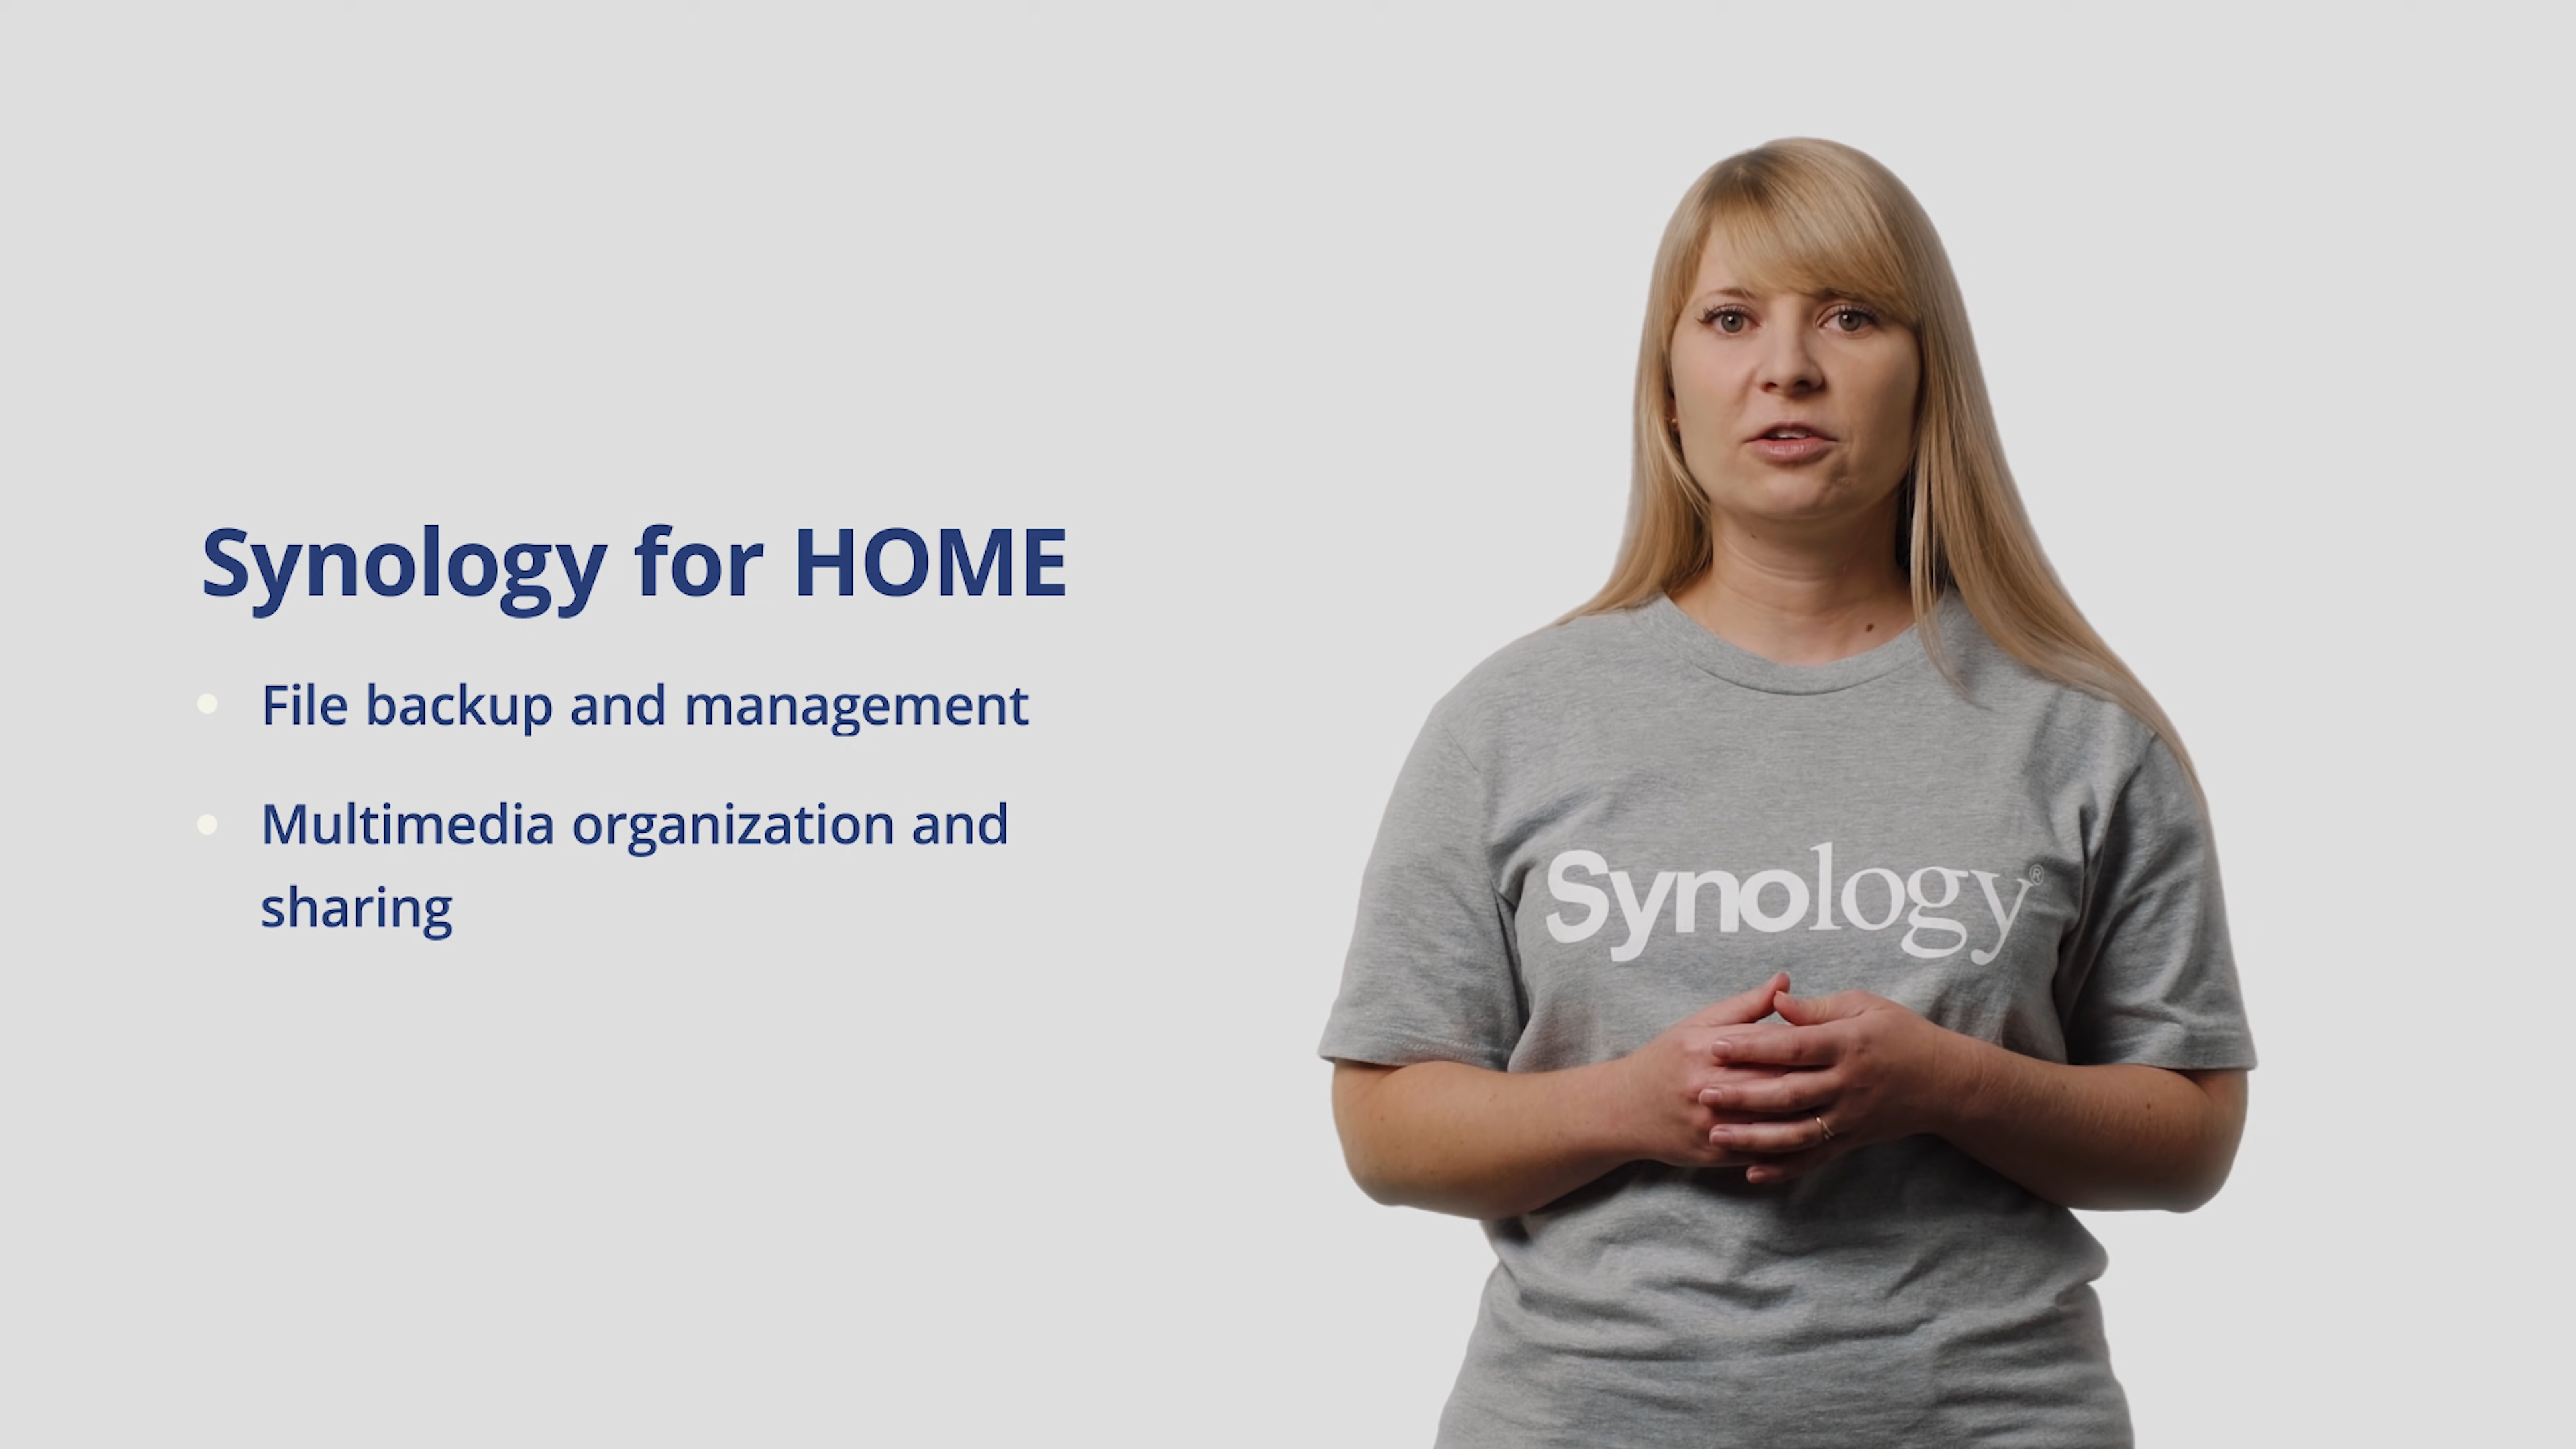 Synology for HOME
File backup and management
Multimedia organization and
sharing
Synology®